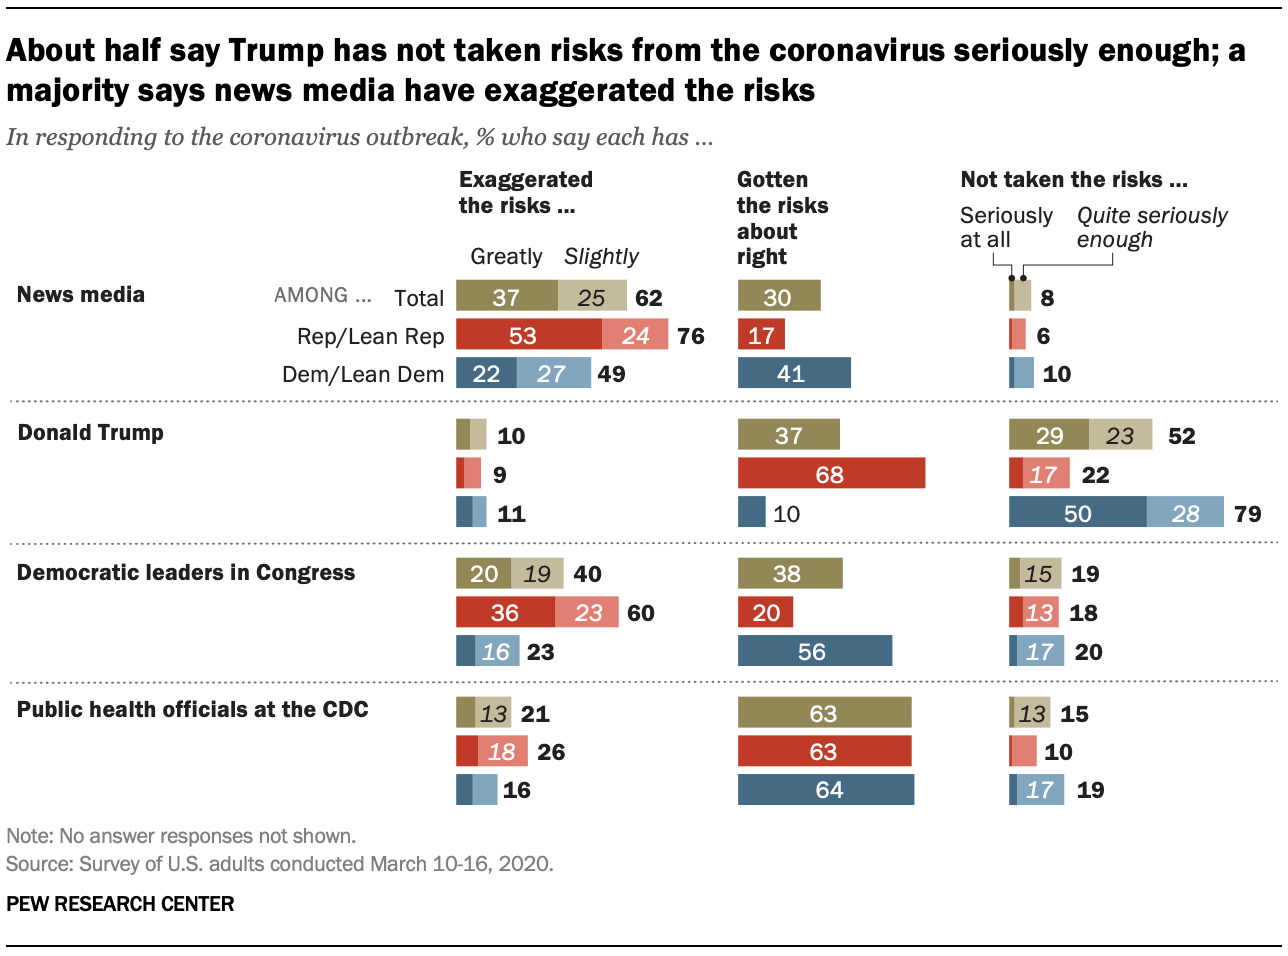 About half say Trump has not taken risks from the coronavirus seriously enough; a
majority says news media have exaggerated the risks
In responding to the coronavirus outbreak, % who say each has ...
Exaggerated
the risks ...
Gotten
the risks
about
right
Not taken the risks ...
Greatly Slightly
Seriously
at all
Quite seriously
enough
News media AMONG ... Total 37 25 62 30 8
Rep/Lean Rep 53 24 76 17 6
Dem/Lean Dem 22 27 49 41 10
Donald Trump 10 37 29 23 52
9 68 17 22
11 10 50 28 79
Democratic leaders in Congress 20 19 40 38 15 19
36 23 60 20 13 18
16 23 56 17 20
Public health officials at the CDC 13 21 63 13 15
18 26 63 10
16 64 17 19
Note: No answer responses not shown.
Source: Survey of U.S. adults conducted March 10-16, 2020.
PEW RESEARCH CENTER